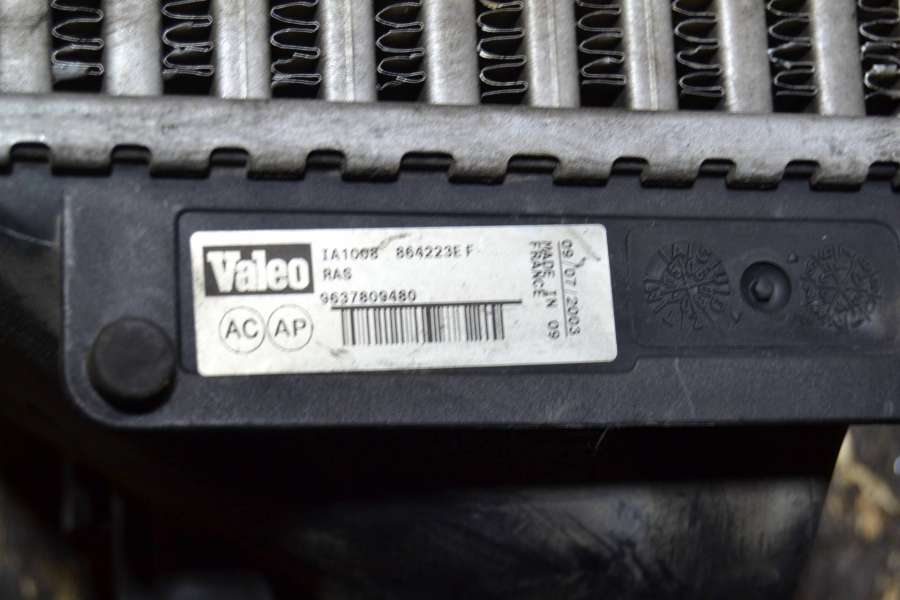 Valeo
IA1008 864223EF
RAS
9637809480
AC AP
09/07/2003
MADE IN 09
FRANCE